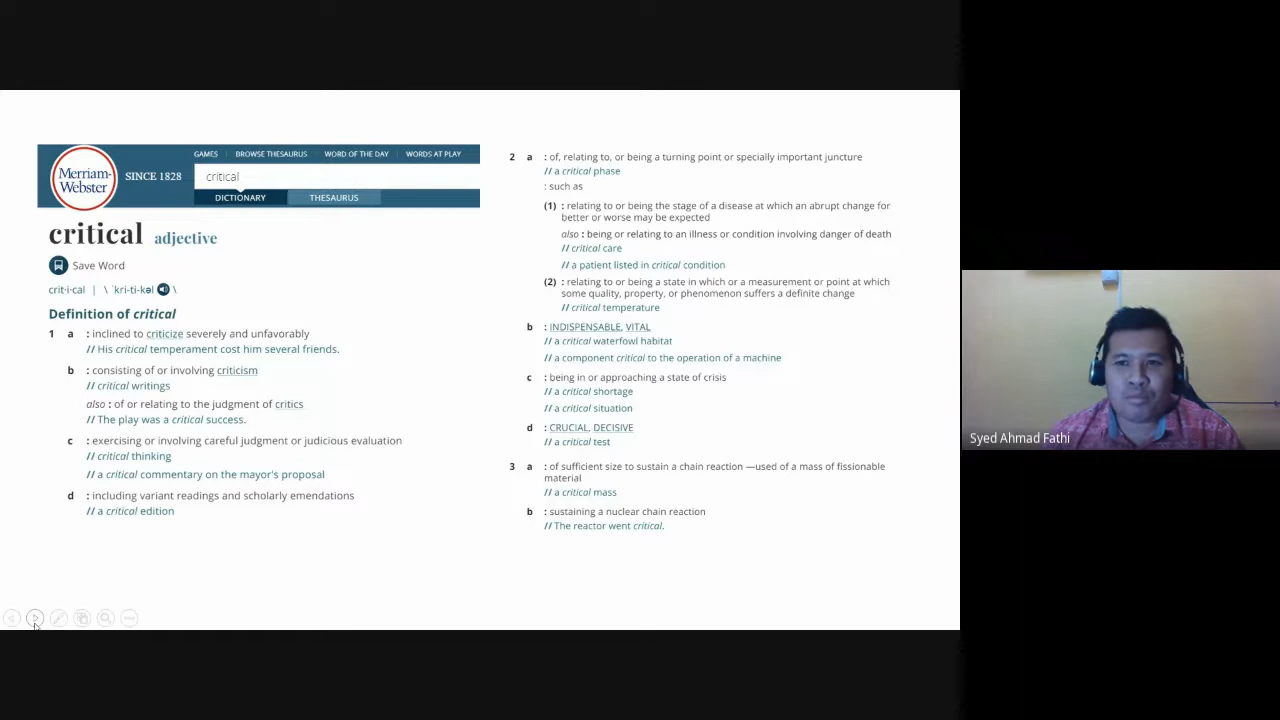 GAMES | BROWSE THESAURUS | WORD OF THE DAY | WORDS AT PLAY
Merriam-
Webster
SINCE 1828
critical
DICTIONARY
THESAURUS
critical adjective
Save Word
crit·i·cal | \ ˈkri-ti-kəl \
Definition of critical
1 a : inclined to criticize severely and unfavorably
// His critical temperament cost him several friends.
b : consisting of or involving criticism
// critical writings
also : of or relating to the judgment of critics
// The play was a critical success.
c : exercising or involving careful judgment or judicious evaluation
// critical thinking
// a critical commentary on the mayor's proposal
d : including variant readings and scholarly emendations
// a critical edition
2 a : of, relating to, or being a turning point or specially important juncture
// a critical phase
: such as
(1) : relating to or being the stage of a disease at which an abrupt change for
better or worse may be expected
also : being or relating to an illness or condition involving danger of death
// critical care
// a patient listed in critical condition
(2) : relating to or being a state in which or a measurement or point at which
some quality, property, or phenomenon suffers a definite change
// critical temperature
b : INDISPENSABLE, VITAL
// a critical waterfowl habitat
// a component critical to the operation of a machine
c : being in or approaching a state of crisis
// a critical shortage
// a critical situation
d : CRUCIAL, DECISIVE
// a critical test
3 a : of sufficient size to sustain a chain reaction —used of a mass of fissionable
material
// a critical mass
b : sustaining a nuclear chain reaction
// The reactor went critical.
Syed Ahmad Fathi